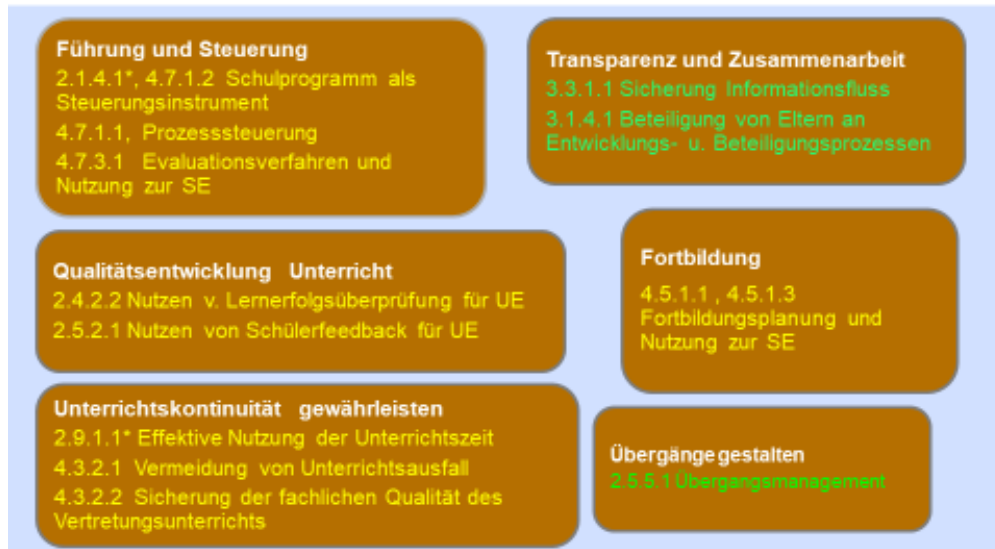 Führung und Steuerung
2.1.4.1*, 4.7.1.2 Schulprogramm als
Steuerungsinstrument
4.7.1.1, Prozesssteuerung
4.7.3.1 Evaluationsverfahren und
Nutzung zur SE
Transparenz und Zusammenarbeit
3.3.1.1 Sicherung Informationsfluss
3.1.4.1 Beteiligung von Eltern an
Entwicklungs- u. Beteiligungsprozessen
Qualitätsentwicklung Unterricht
2.4.2.2 Nutzen v. Lernerfolgsüberprüfung für UE
2.5.2.1 Nutzen von Schülerfeedback für UE
Fortbildung
4.5.1.1 , 4.5.1.3
Fortbildungsplanung und
Nutzung zur SE
Unterrichtskontinuität gewährleisten
2.9.1.1* Effektive Nutzung der Unterrichtszeit
4.3.2.1 Vermeidung von Unterrichtsausfall
4.3.2.2 Sicherung der fachlichen Qualität des
Vertretungsunterrichts
Übergänge gestalten
2.5.5.1 Übergangsmanagement